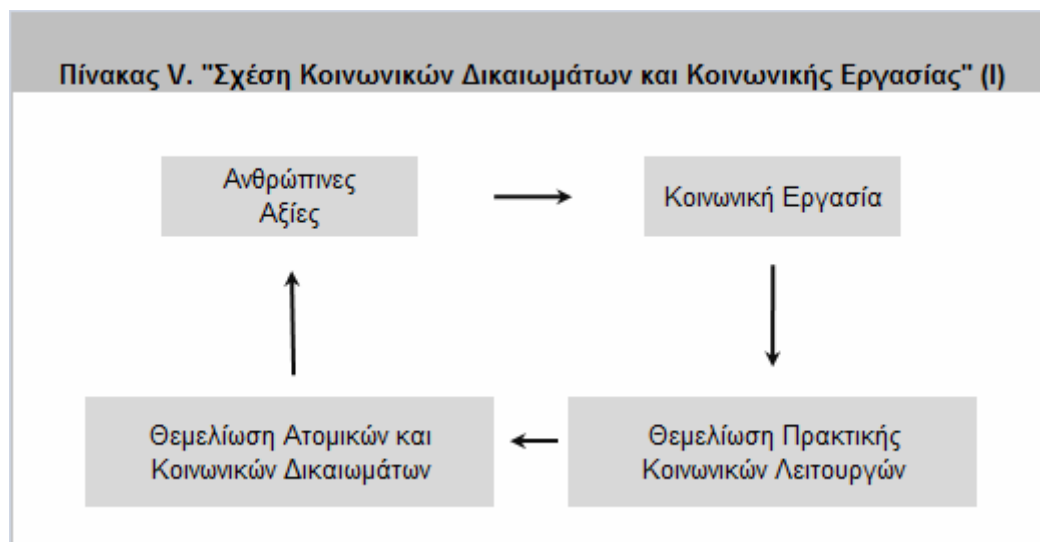 Πίνακας V. "Σχέση Κοινωνικών Δικαιωμάτων και Κοινωνικής Εργασίας" (I)
Ανθρώπινες
Αξίες
Κοινωνική Εργασία
Θεμελίωση Ατομικών και
Κοινωνικών Δικαιωμάτων
Θεμελίωση Πρακτικής
Κοινωνικών Λειτουργών